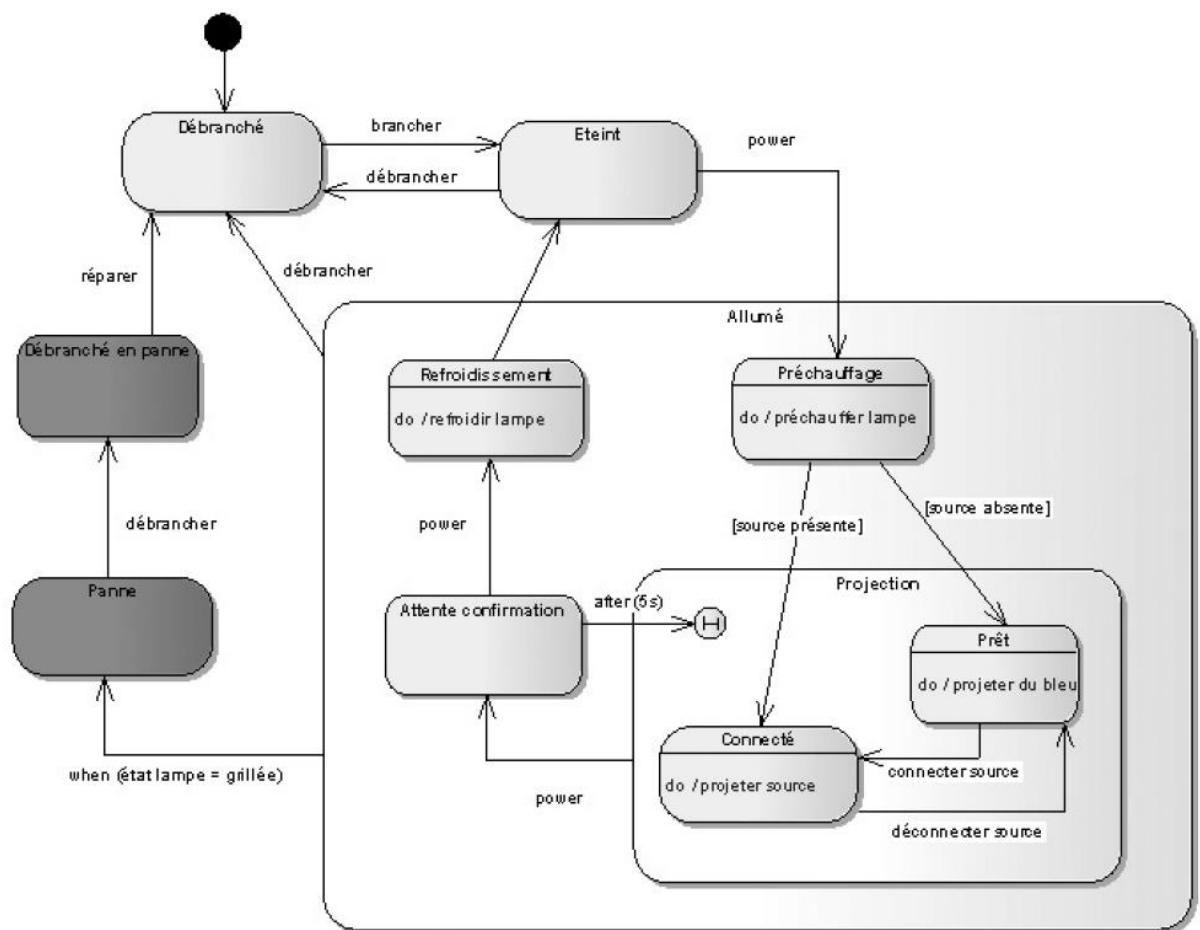 Débranché
brancher
Eteint
power
débrancher
réparer
débrancher
Allumé
Débranché en panne
Refroidissement
do / refroidir lampe
Préchauffage
do / préchauffer lampe
débrancher
power
[source présente]
[source absente]
Panne
Attente confirmation
after (5s)
H
Projection
Prêt
do / projeter du bleu
Connecté
do / projeter source
connecter source
déconnecter source
when (état lampe = grillée)
power